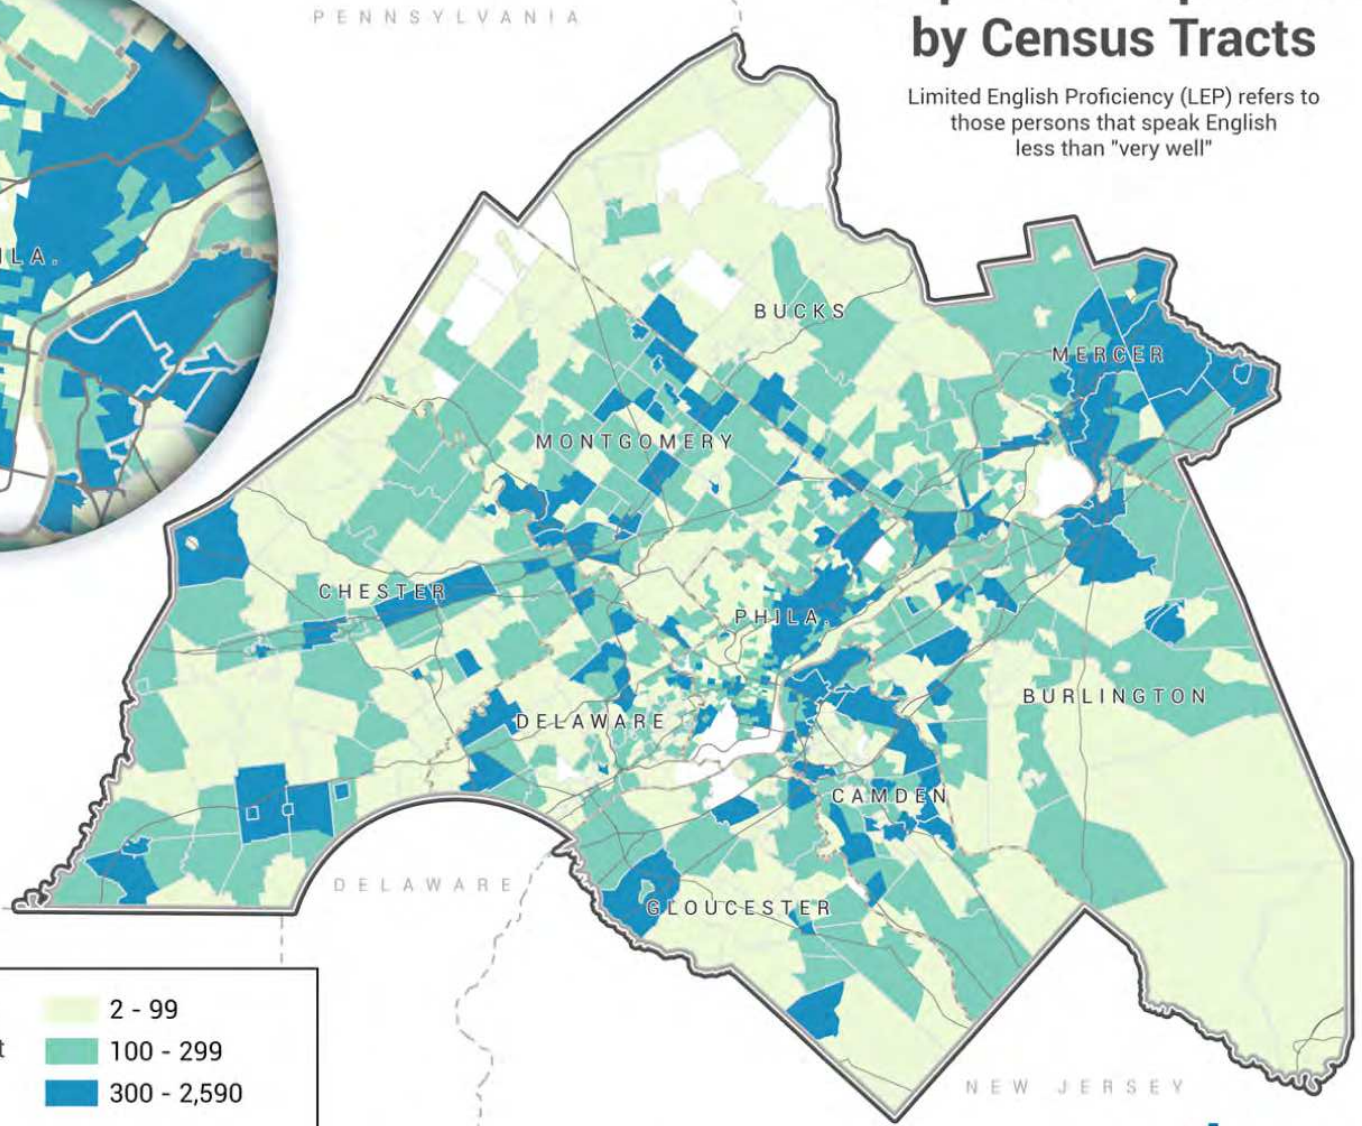 PENNSYLVANIA
by Census Tracts
Limited English Proficiency (LEP) refers to
those persons that speak English
less than "very well"
LA.
BUCKS
MERCER
MONTGOMERY
CHESTER
PHILA.
BURLINGTON
DELAWARE
CAMDEN
DELAWARE
GLOUCESTER
NEW JERSEY
2 - 99
100 - 299
300 - 2,590